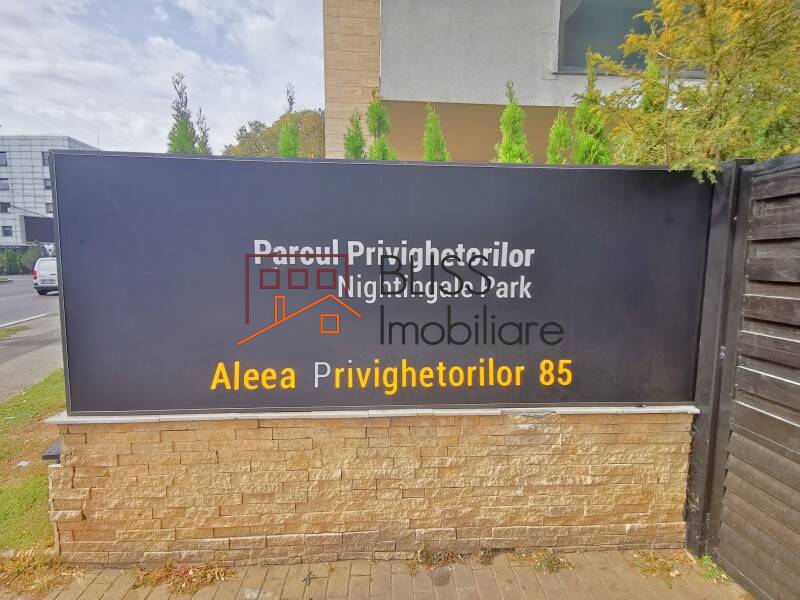 Parcul Privighetorilor
BLISS
Nightingale Park
Imobiliare
Aleea Privighetorilor 85